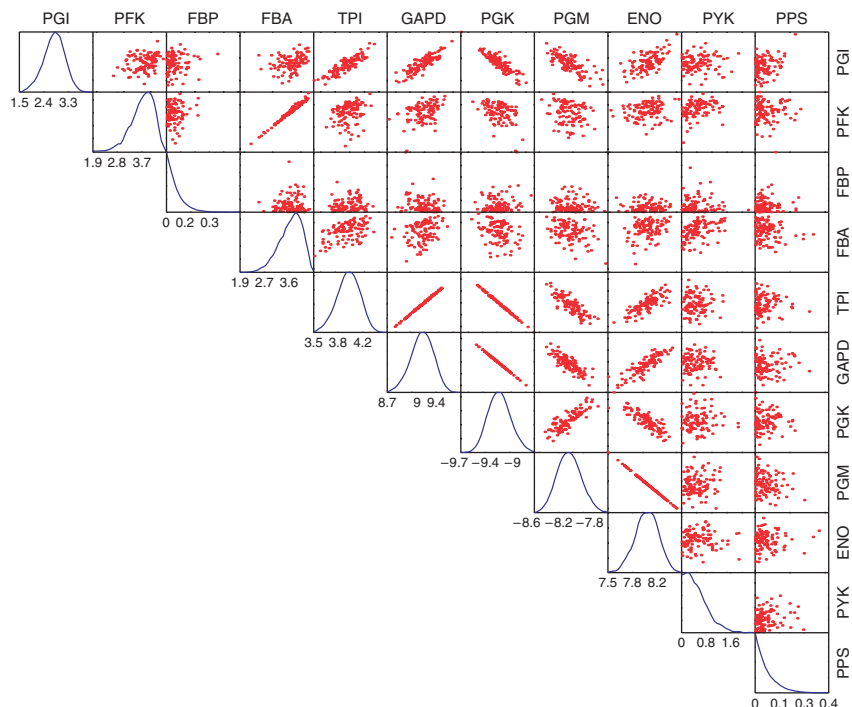 PGI PFK FBP FBA TPI GAPD PGK PGM ENO PYK PPS
PGI
1.5 2.4 3.3
PFK
1.9 2.8 3.7
FBP
0 0.2 0.3
FBA
1.9 2.7 3.6
TPI
3.5 3.8 4.2
GAPD
8.7 9 9.4
PGK
−9.7 −9.4 −9
PGM
−8.6 −8.2 −7.8
ENO
7.5 7.8 8.2
PYK
0 0.8 1.6
PPS
0 0.1 0.3 0.4